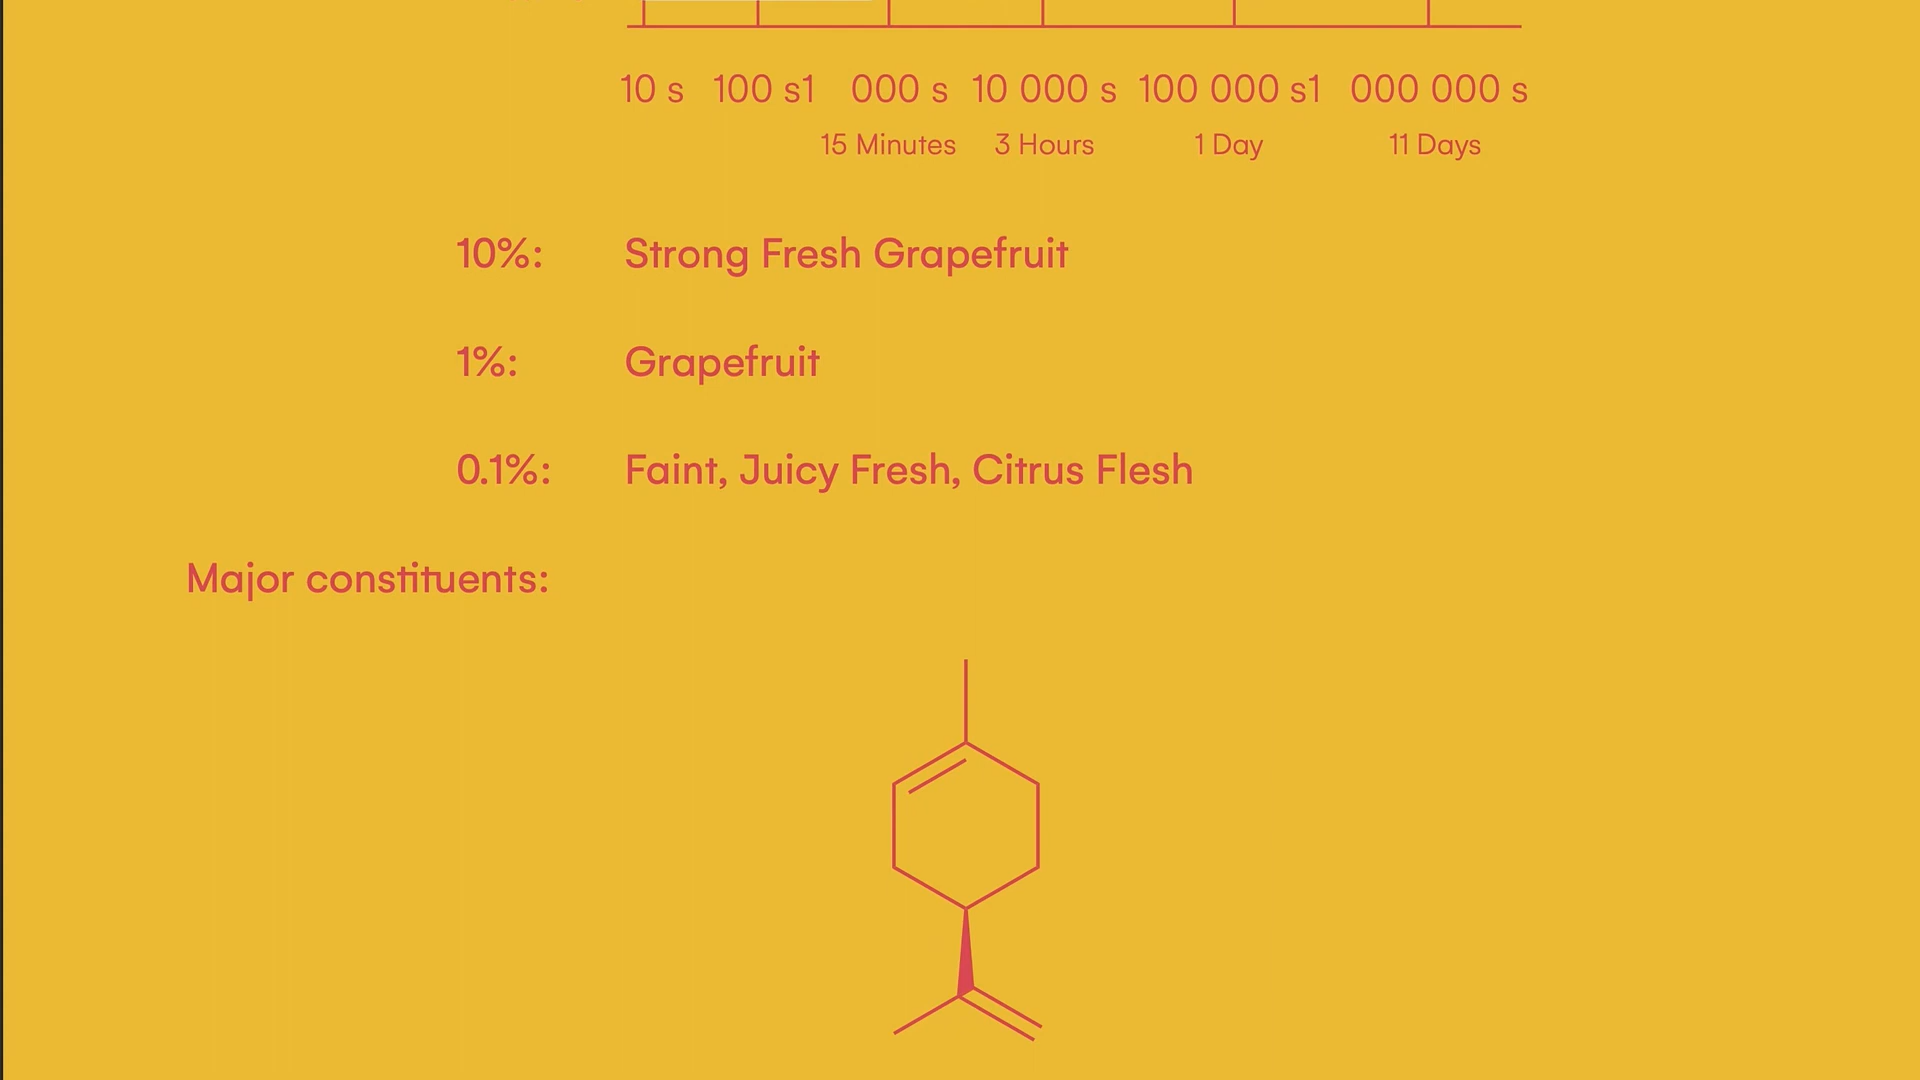 10 s 100 s1 000 s 10 000 s 100 000 s1 000 000 s
15 Minutes 3 Hours 1 Day 11 Days
10%: Strong Fresh Grapefruit
1%: Grapefruit
0.1%: Faint, Juicy Fresh, Citrus Flesh
Major constituents: